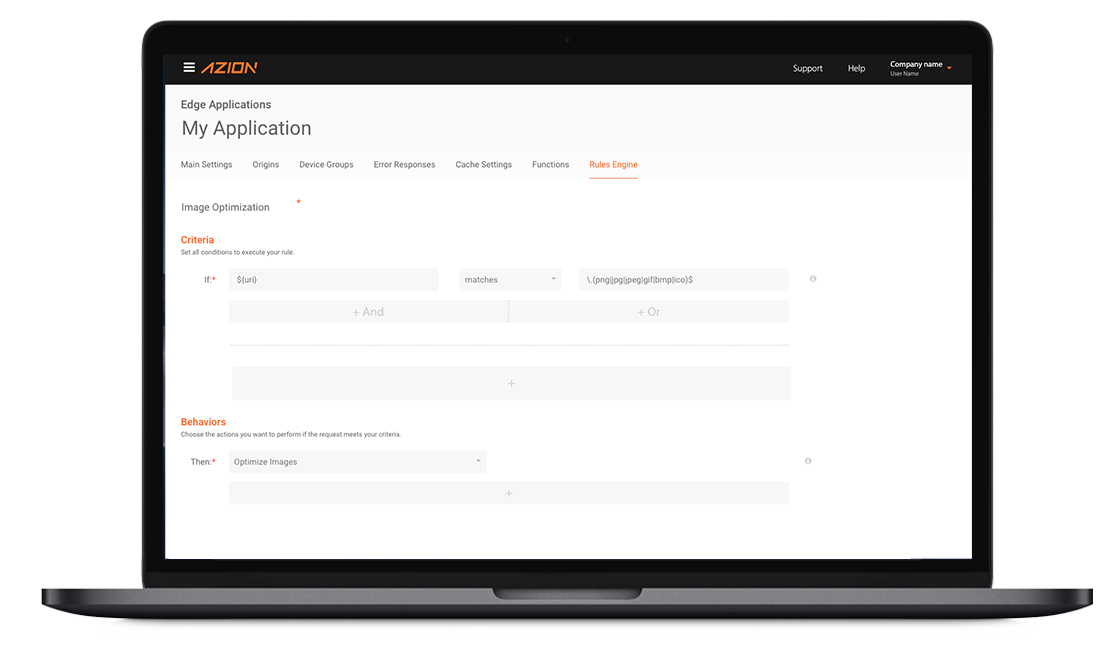 AZION
Support Help Company name
User Name
Edge Applications
My Application
Main Settings Origins Device Groups Error Responses Cache Settings Functions Rules Engine
Image Optimization *
Criteria
Set all conditions to execute your rule.
If:* ${uri} matches \.(png|jpg|jpeg|gif|bmp|ico)$
+ And + Or
+
Behaviors
Choose the actions you want to perform if the request meets your criteria.
Then:* Optimize Images
+